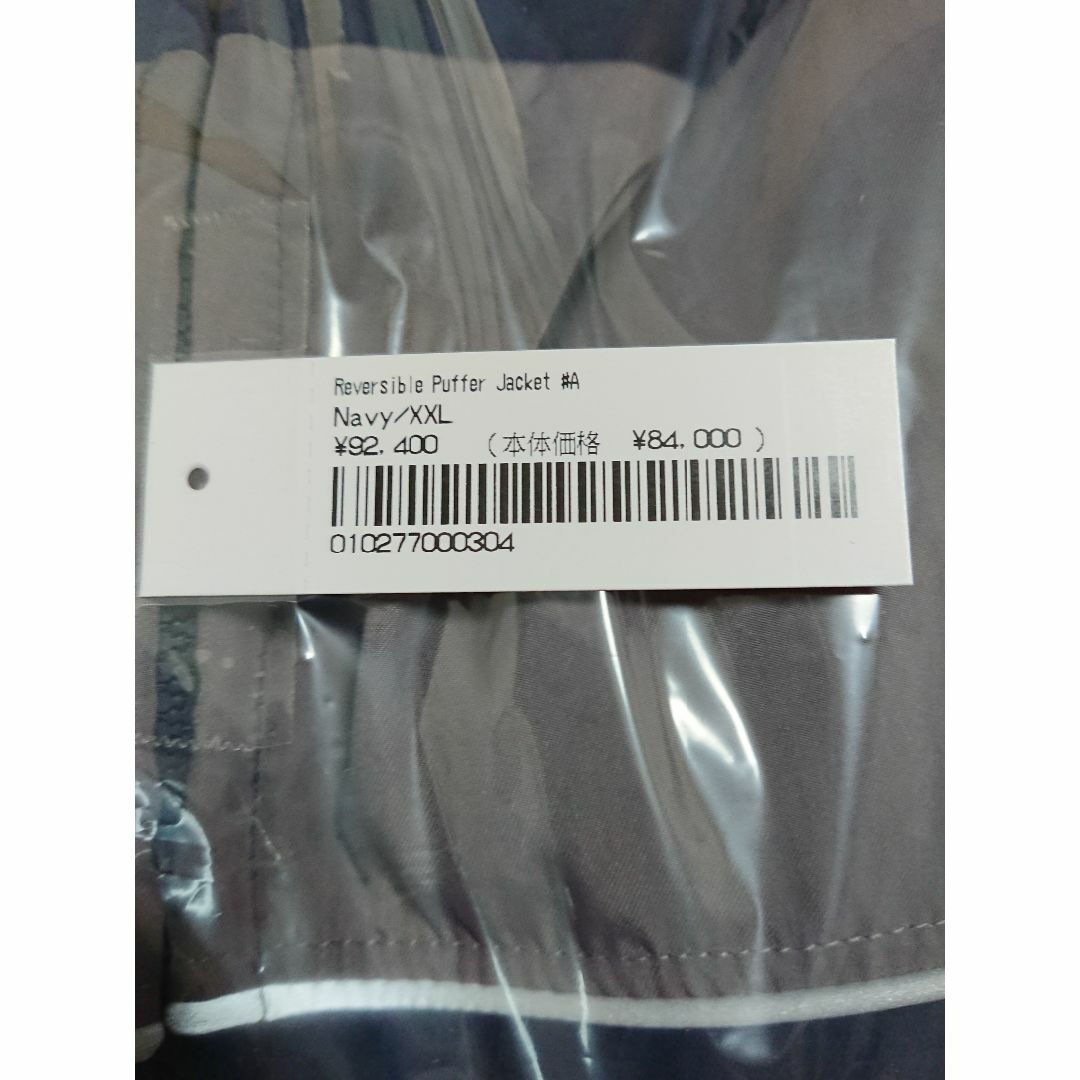 Reversible Puffer Jacket #A
Navy/XXL
¥92,400 (本体価格 ¥84,000)
010277000304